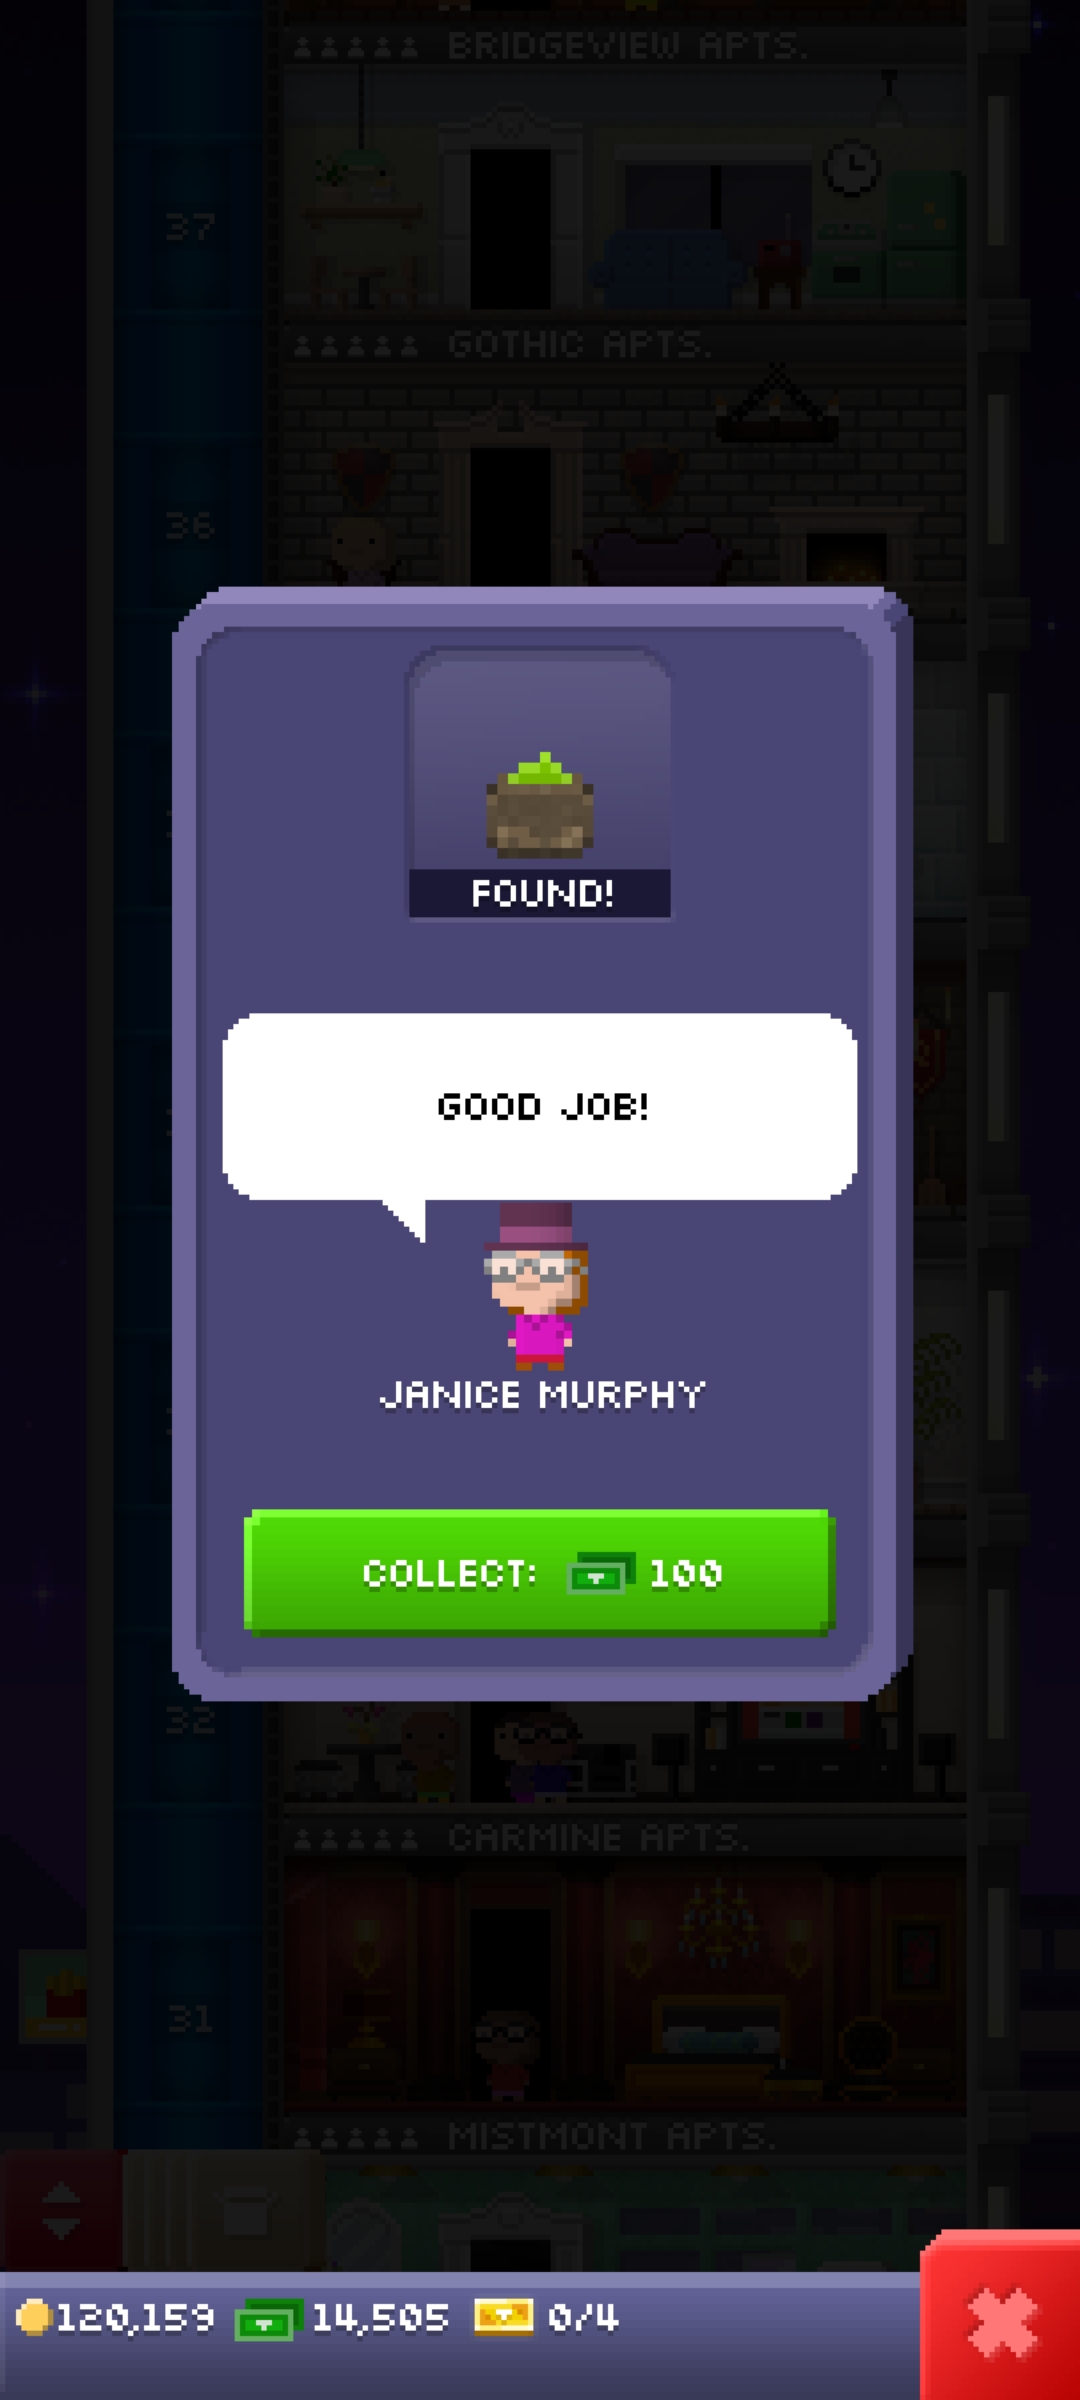 BRIDGEVIEW APTS.
37
GOTHIC APTS.
36
FOUND!
GOOD JOB!
JANICE MURPHY
COLLECT: 100
32
CARMINE APTS.
31
MISTMONT APTS.
120,159 14,505 0/4